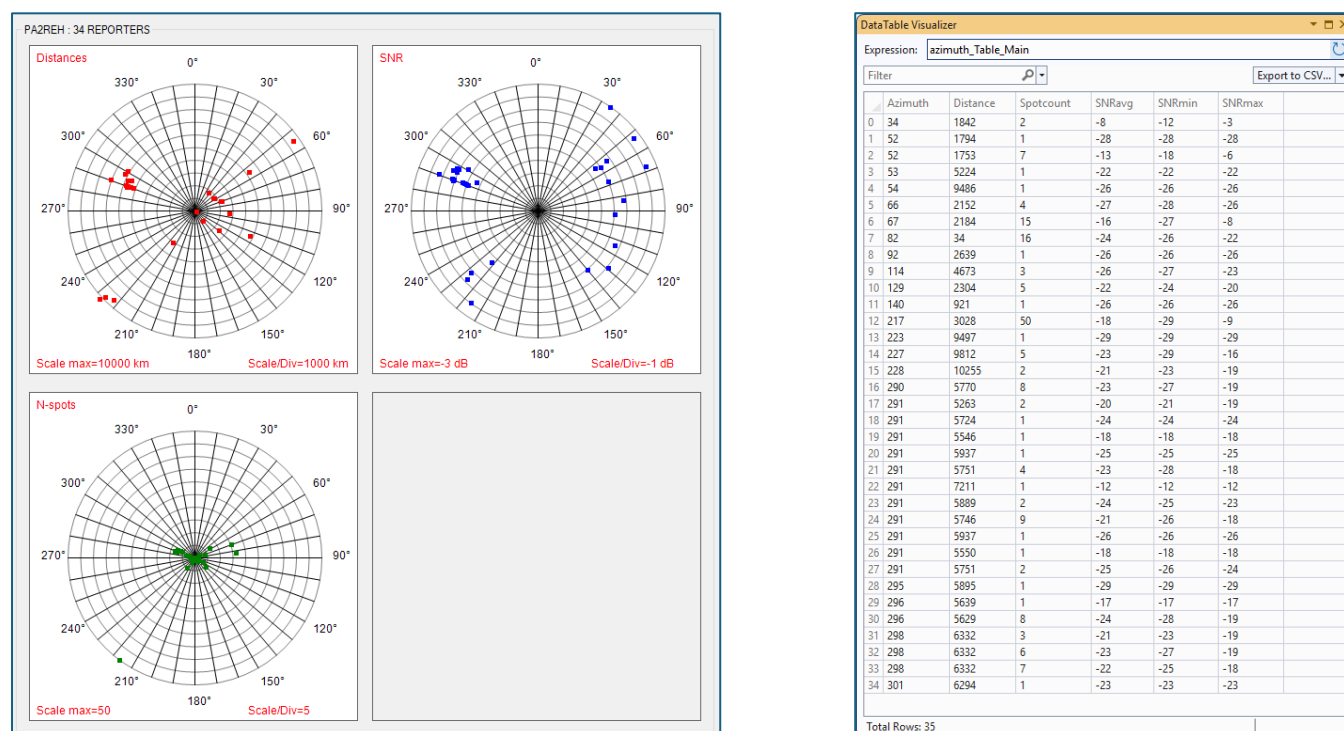 PA2REH : 34 REPORTERS
Distances
0°
30°
60°
90°
120°
150°
180°
210°
240°
270°
300°
330°
Scale max=10000 km
Scale/Div=1000 km
SNR
0°
30°
60°
90°
120°
150°
180°
210°
240°
270°
300°
330°
Scale max=-3 dB
Scale/Div=-1 dB
N-spots
0°
30°
60°
90°
120°
150°
180°
210°
240°
270°
300°
330°
Scale max=50
Scale/Div=5
DataTable Visualizer
Expression: azimuth_Table_Main
Filter
Export to CSV...
Azimuth Distance Spotcount SNRavg SNRmin SNRmax
0 34 1842 2 -8 -12 -3
1 52 1794 1 -28 -28 -28
2 52 1753 7 -13 -18 -6
3 53 5224 1 -22 -22 -22
4 54 9486 1 -26 -26 -26
5 66 2152 4 -27 -28 -26
6 67 2184 15 -16 -27 -8
7 82 34 16 -24 -26 -22
8 92 2639 1 -26 -26 -26
9 114 4673 3 -26 -27 -23
10 129 2304 5 -22 -24 -20
11 140 921 1 -26 -26 -26
12 217 3028 50 -18 -29 -9
13 223 9497 1 -29 -29 -29
14 227 9812 5 -23 -29 -16
15 228 10255 2 -21 -23 -19
16 290 5770 8 -23 -27 -19
17 291 5263 2 -20 -21 -19
18 291 5724 1 -24 -24 -24
19 291 5546 1 -18 -18 -18
20 291 5937 1 -25 -25 -25
21 291 5751 4 -23 -28 -18
22 291 7211 1 -12 -12 -12
23 291 5889 2 -24 -25 -23
24 291 5746 9 -21 -26 -18
25 291 5937 1 -26 -26 -26
26 291 5550 1 -18 -18 -18
27 291 5751 2 -25 -26 -24
28 295 5895 1 -29 -29 -29
29 296 5639 1 -17 -17 -17
30 296 5629 8 -24 -28 -19
31 298 6332 3 -21 -23 -19
32 298 6332 6 -23 -27 -19
33 298 6332 7 -22 -25 -18
34 301 6294 1 -23 -23 -23
Total Rows: 35